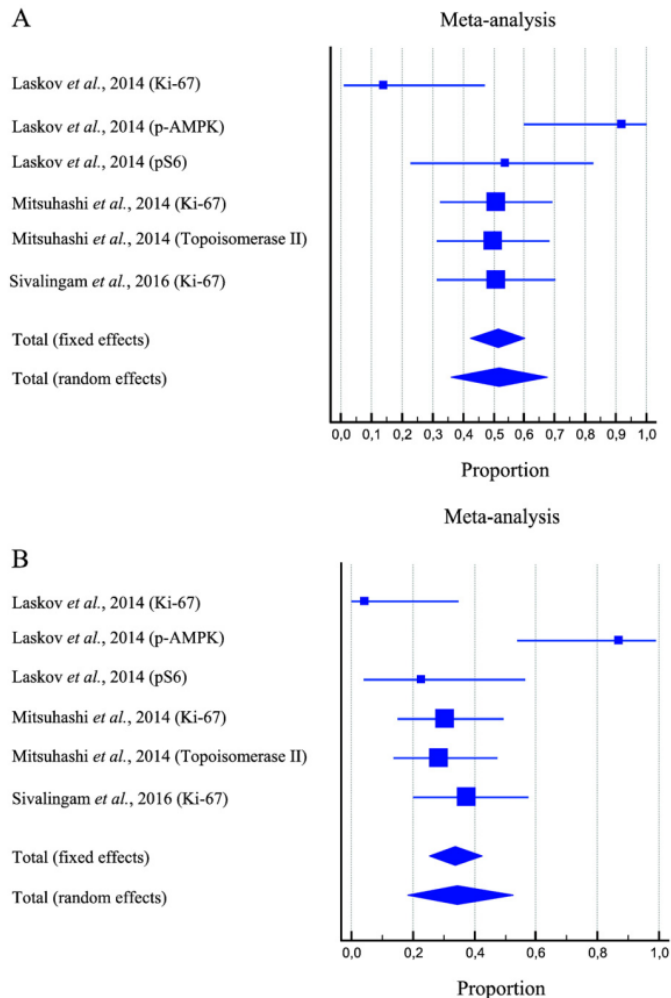 A
Meta-analysis
Laskov et al., 2014 (Ki-67)
Laskov et al., 2014 (p-AMPK)
Laskov et al., 2014 (pS6)
Mitsuhashi et al., 2014 (Ki-67)
Mitsuhashi et al., 2014 (Topoisomerase II)
Sivalingam et al., 2016 (Ki-67)
Total (fixed effects)
Total (random effects)
0,0 0,1 0,2 0,3 0,4 0,5 0,6 0,7 0,8 0,9 1,0
Proportion
Meta-analysis
B
Laskov et al., 2014 (Ki-67)
Laskov et al., 2014 (p-AMPK)
Laskov et al., 2014 (pS6)
Mitsuhashi et al., 2014 (Ki-67)
Mitsuhashi et al., 2014 (Topoisomerase II)
Sivalingam et al., 2016 (Ki-67)
Total (fixed effects)
Total (random effects)
0,0 0,2 0,4 0,6 0,8 1,0
Proportion